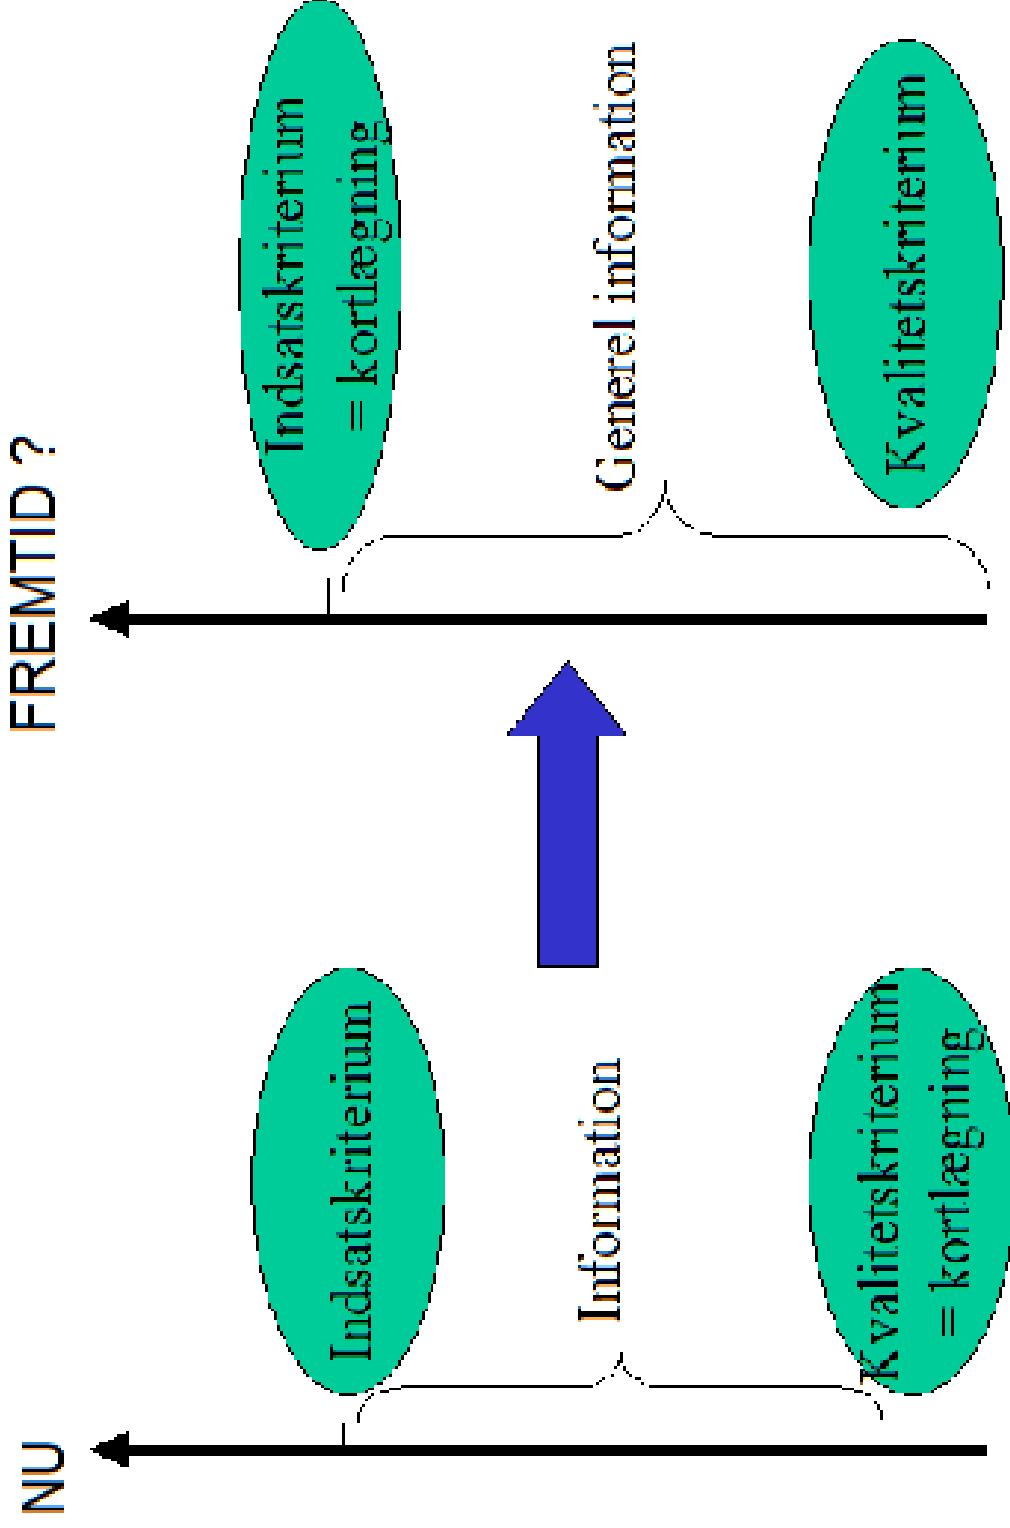 NU
Indsatskriterium
Information
Kvalitetskriterium
= kortlægning
FREMTID ?
Indsatskriterium
= kortlægning
Generel information
Kvalitetskriterium